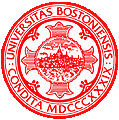 UNIVERSITAS BOSTONIENSIS
CONDITA MDCCCXXXIX